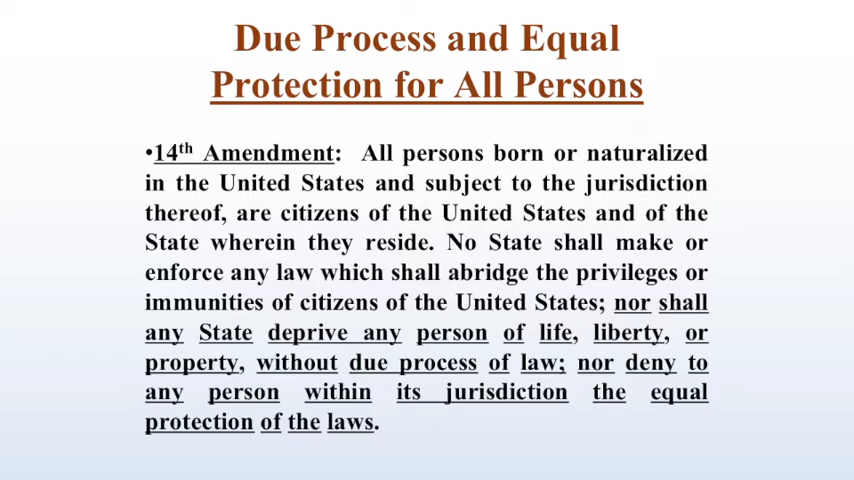 Due Process and Equal
Protection for All Persons
•14th Amendment: All persons born or naturalized
in the United States and subject to the jurisdiction
thereof, are citizens of the United States and of the
State wherein they reside. No State shall make or
enforce any law which shall abridge the privileges or
immunities of citizens of the United States; nor shall
any State deprive any person of life, liberty, or
property, without due process of law; nor deny to
any person within its jurisdiction the equal
protection of the laws.